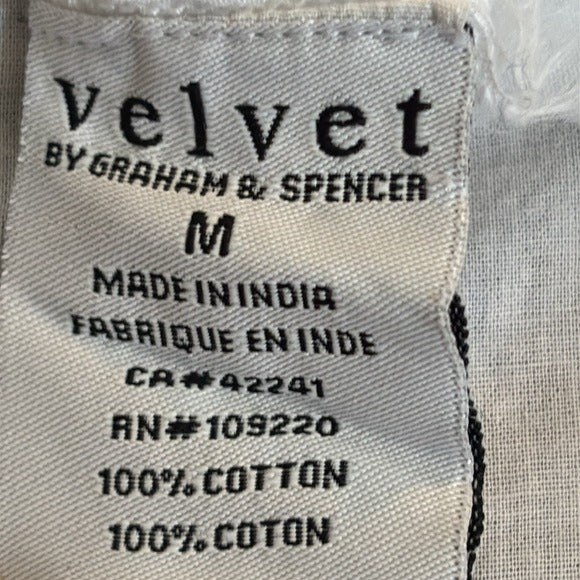 velvet
BY GRAHAM & SPENCER
M
MADE IN INDIA
FABRIQUE EN INDE
CA#42241
RN#109220
100% COTTON
100% COTON